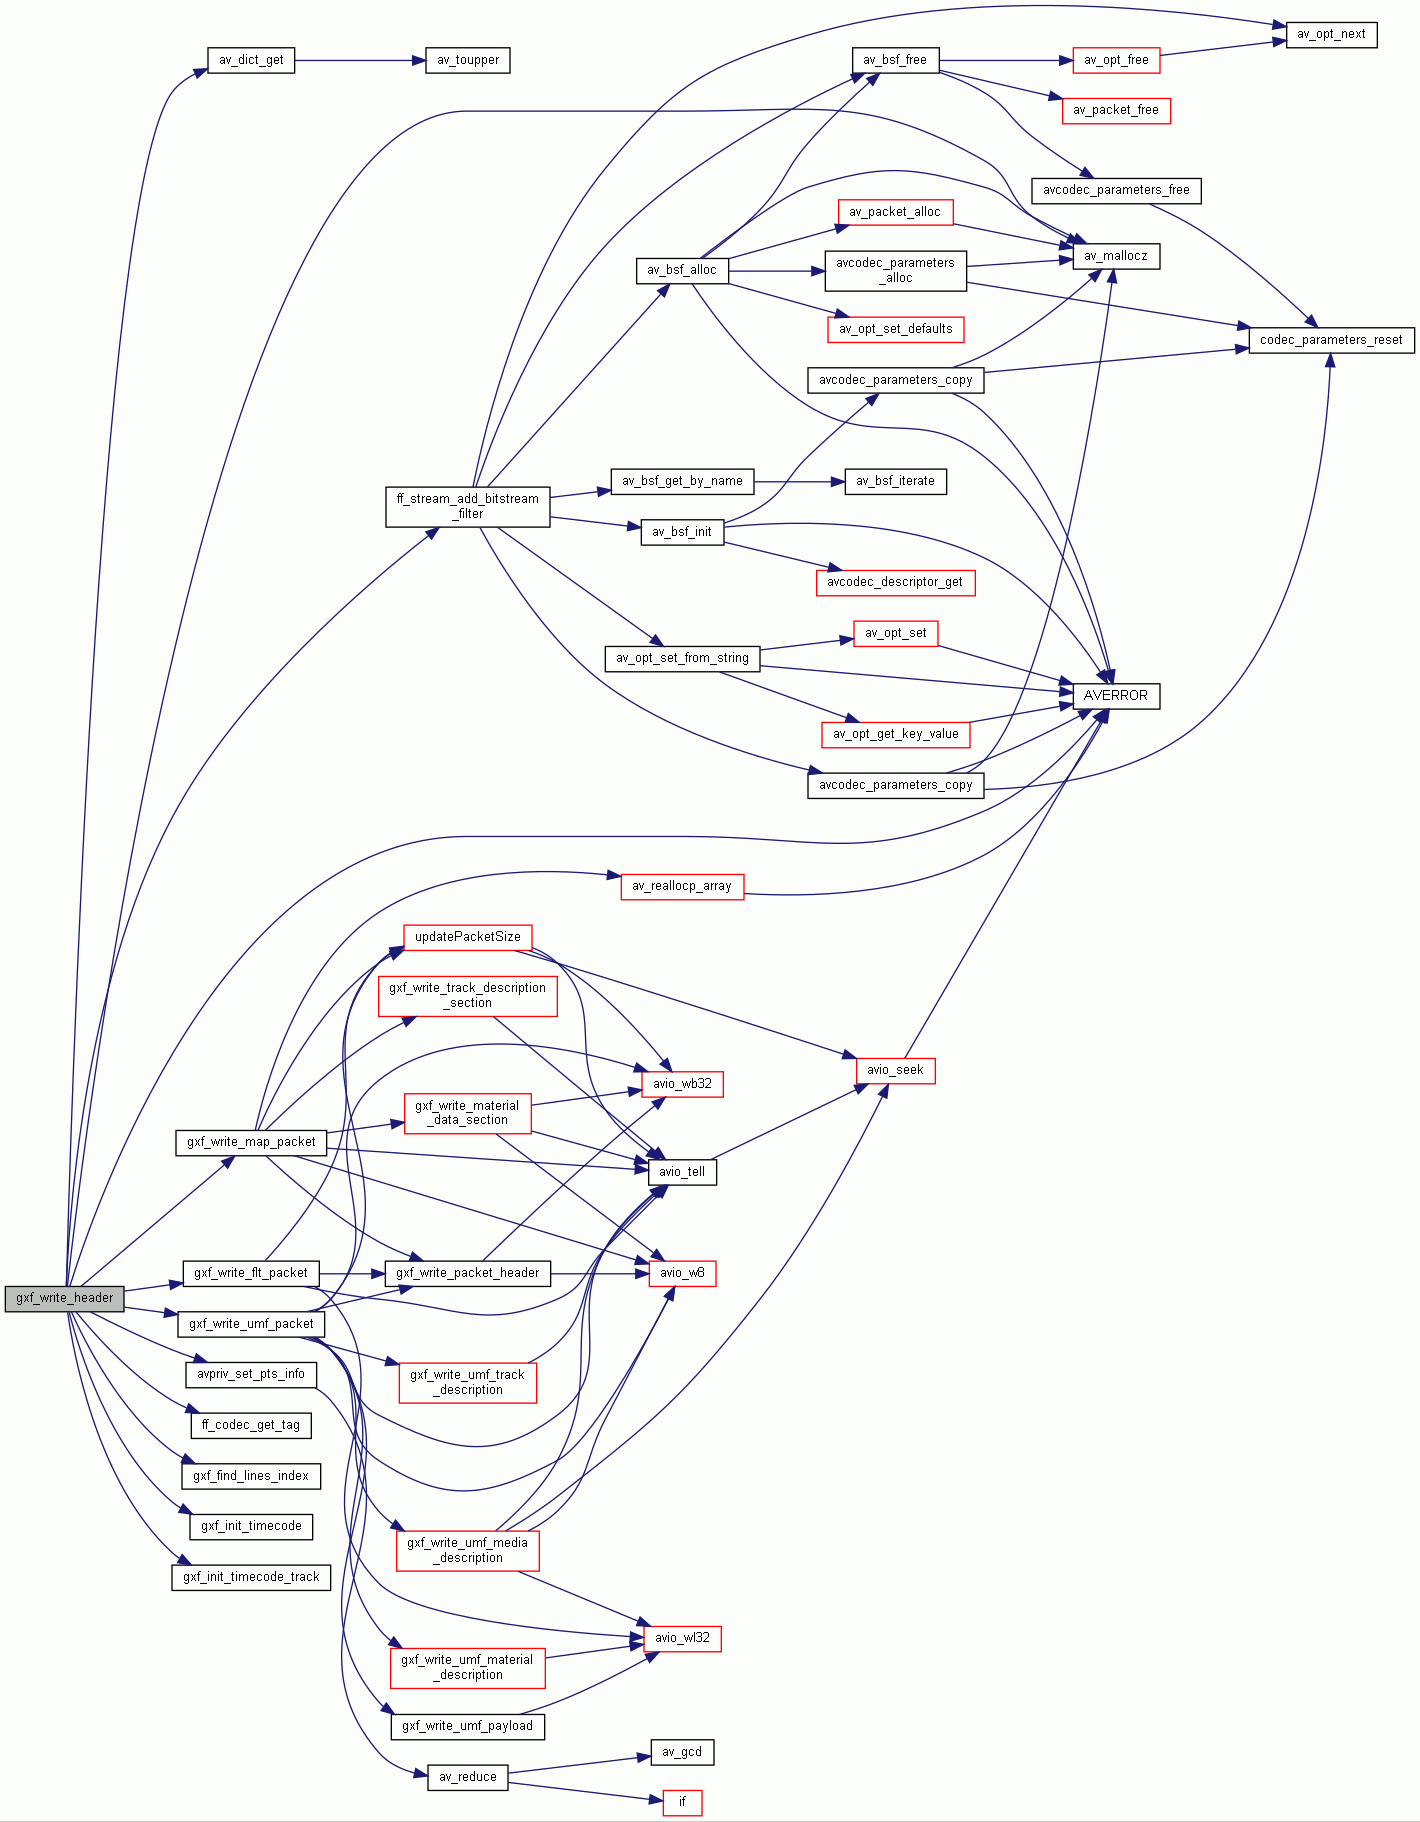 av_opt_next
av_dict_get
av_toupper
av_bsf_free
av_opt_free
av_packet_free
avcodec_parameters_free
av_packet_alloc
av_mallocz
av_bsf_alloc
avcodec_parameters
_alloc
av_opt_set_defaults
codec_parameters_reset
avcodec_parameters_copy
av_bsf_get_by_name
av_bsf_iterate
ff_stream_add_bitstream
_filter
av_bsf_init
avcodec_descriptor_get
av_opt_set
av_opt_set_from_string
AVERROR
av_opt_get_key_value
avcodec_parameters_copy
av_reallocp_array
updatePacketSize
gxf_write_track_description
_section
avio_seek
avio_wb32
gxf_write_material
_data_section
gxf_write_map_packet
avio_tell
gxf_write_flt_packet
gxf_write_packet_header
avio_w8
gxf_write_header
gxf_write_umf_packet
avpriv_set_pts_info
gxf_write_umf_track
_description
ff_codec_get_tag
gxf_find_lines_index
gxf_init_timecode
gxf_write_umf_media
_description
gxf_init_timecode_track
avio_wl32
gxf_write_umf_material
_description
gxf_write_umf_payload
av_gcd
av_reduce
if